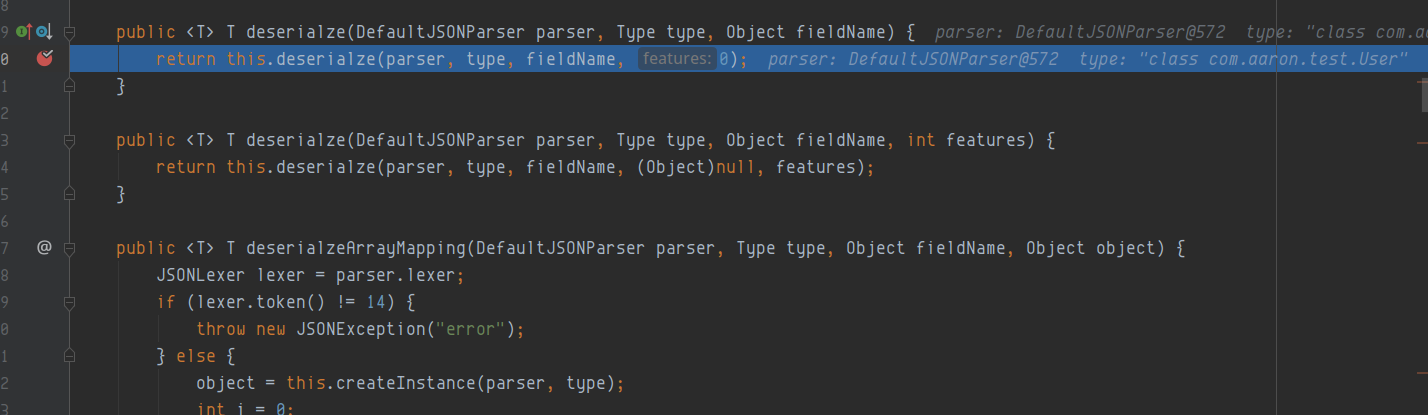 8
9 public <T> T deserialze(DefaultJSONParser parser, Type type, Object fieldName) { parser: DefaultJSONParser@572 type: "class com.aa
0 return this.deserialze(parser, type, fieldName, features: 0); parser: DefaultJSONParser@572 type: "class com.aaron.test.User"
1 }
2
3 public <T> T deserialze(DefaultJSONParser parser, Type type, Object fieldName, int features) {
4 return this.deserialze(parser, type, fieldName, (Object)null, features);
5 }
6
7 @ public <T> T deserialzeArrayMapping(DefaultJSONParser parser, Type type, Object fieldName, Object object) {
8 JSONLexer lexer = parser.lexer;
9 if (lexer.token() != 14) {
0 throw new JSONException("error");
1 } else {
2 object = this.createInstance(parser, type);
3 int i = 0;